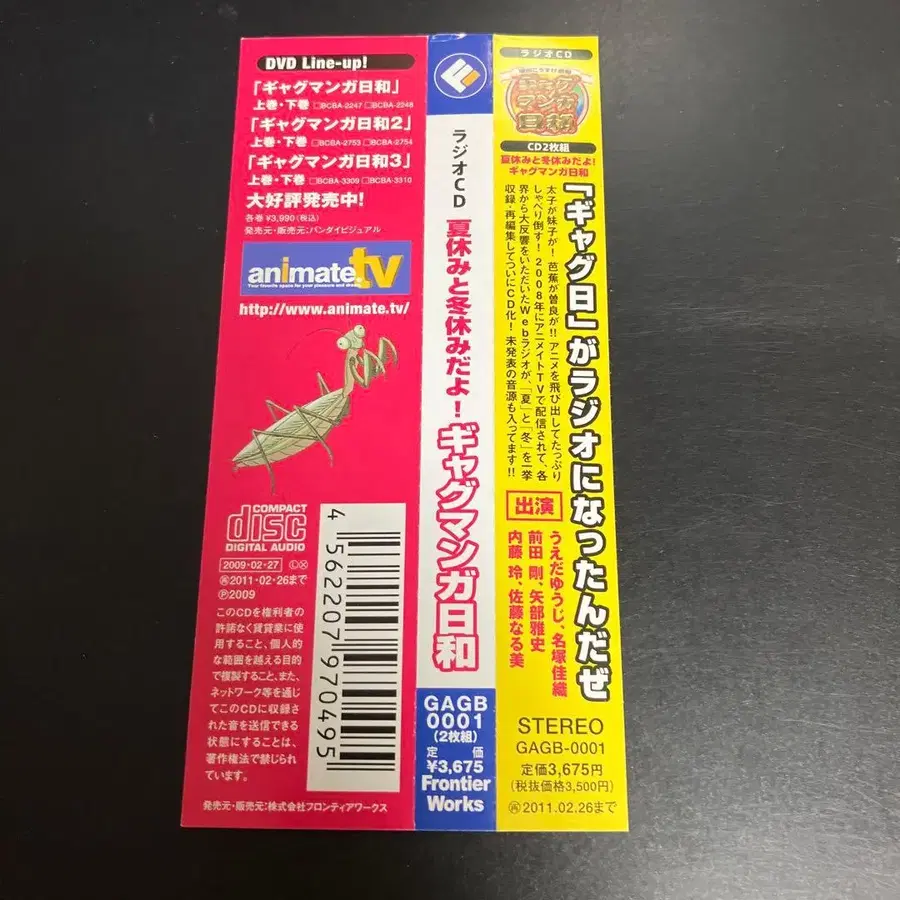 DVD Line-up!
「ギャグマンガ日和」
上巻・下巻 □BCBA-2247 □BCBA-2248
「ギャグマンガ日和2」
上巻・下巻 □BCBA-2753 □BCBA-2754
「ギャグマンガ日和3」
上巻・下巻 □BCBA-3309 □BCBA-3310
大好評発売中!
各巻 ¥3,990(税込)
発売元・販売元:バンダイビジュアル
animate.tv
Your favorite space for your pleasure and dream.
http://www.animate.tv/
COMPACT
disc
DIGITAL AUDIO
2009・02・27 Ⓛ Ⓧ
Ⓡ2011・02・26まで
Ⓟ2009
このCDを権利者の
許諾なく賃貸業に使
用すること、個人的
な範囲を越える目的
で複製すること、また、
ネットワーク等を通じ
てこのCDに収録さ
れた音を送信できる
状態にすることは、
著作権法で禁じられ
ています。
4 562207 970495
発売元・販売元:株式会社フロンティアワークス
ラジオCD
夏休みと冬休みだよ!ギャグマンガ日和
GAGB
0001
(2枚組)
定価
¥3,675
Frontier
Works
ラジオCD
ギャグ
マンガ
日和
CD2枚組
夏休みと冬休みだよ!
ギャグマンガ日和
「ギャグ日」がラジオになったんだぜ
太子が妹子が!芭蕉が曽良が!!アニメを飛び出してたっぷり
しゃべり倒す!2008年にアニメイトTVで配信されて、各
界から大反響をいただいたWebラジオが、「夏」と「冬」を一挙
収録・再編集してついにCD化!未発表の音源も入ってます!!
出演
うえだゆうじ、名塚佳織
前田 剛、矢部雅史
内藤 玲、佐藤なる美
STEREO
GAGB-0001
定価3,675円
(税抜価格3,500円)
Ⓡ2011.02.26まで